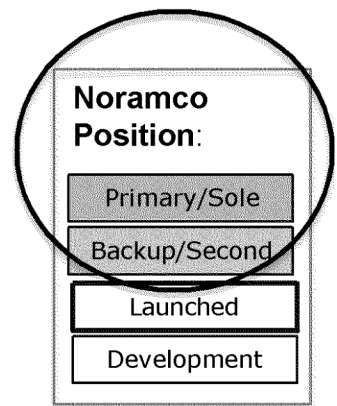 Noramco
Position:
Primary/Sole
Backup/Second
Launched
Development